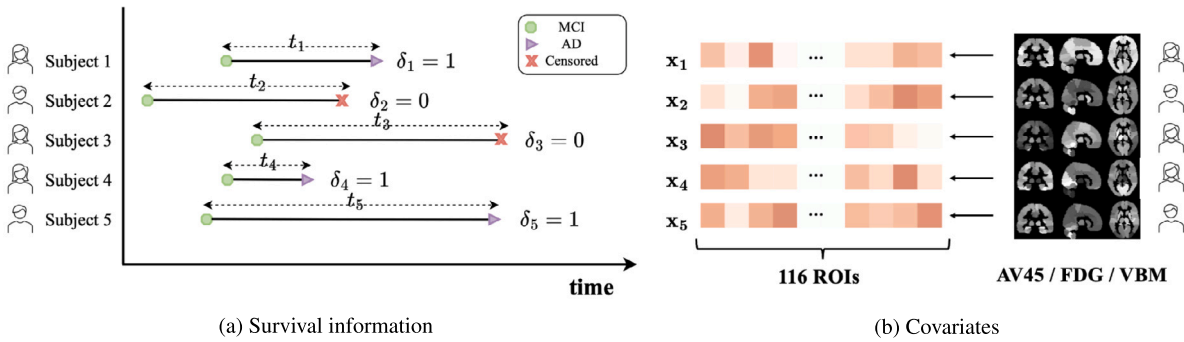 MCI
AD
Censored
Subject 1
t₁
δ₁ = 1
Subject 2
t₂
δ₂ = 0
Subject 3
t₃
δ₃ = 0
Subject 4
t₄
δ₄ = 1
Subject 5
t₅
δ₅ = 1
time
(a) Survival information
x₁ ...
x₂ ...
x₃ ...
x₄ ...
x₅ ...
116 ROIs
AV45 / FDG / VBM
(b) Covariates